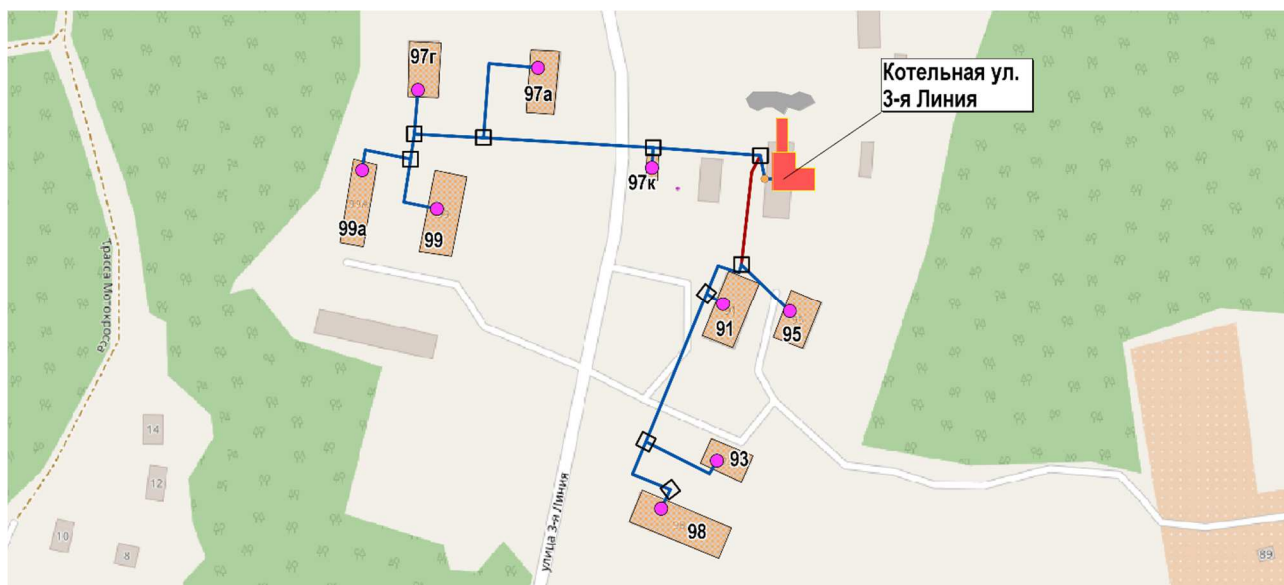 97г
97а
Котельная ул.
3-я Линия
97к
99а
99
91
95
93
98
Трасса Мотокросса
улица 3-я Линия
14
12
10
8
89